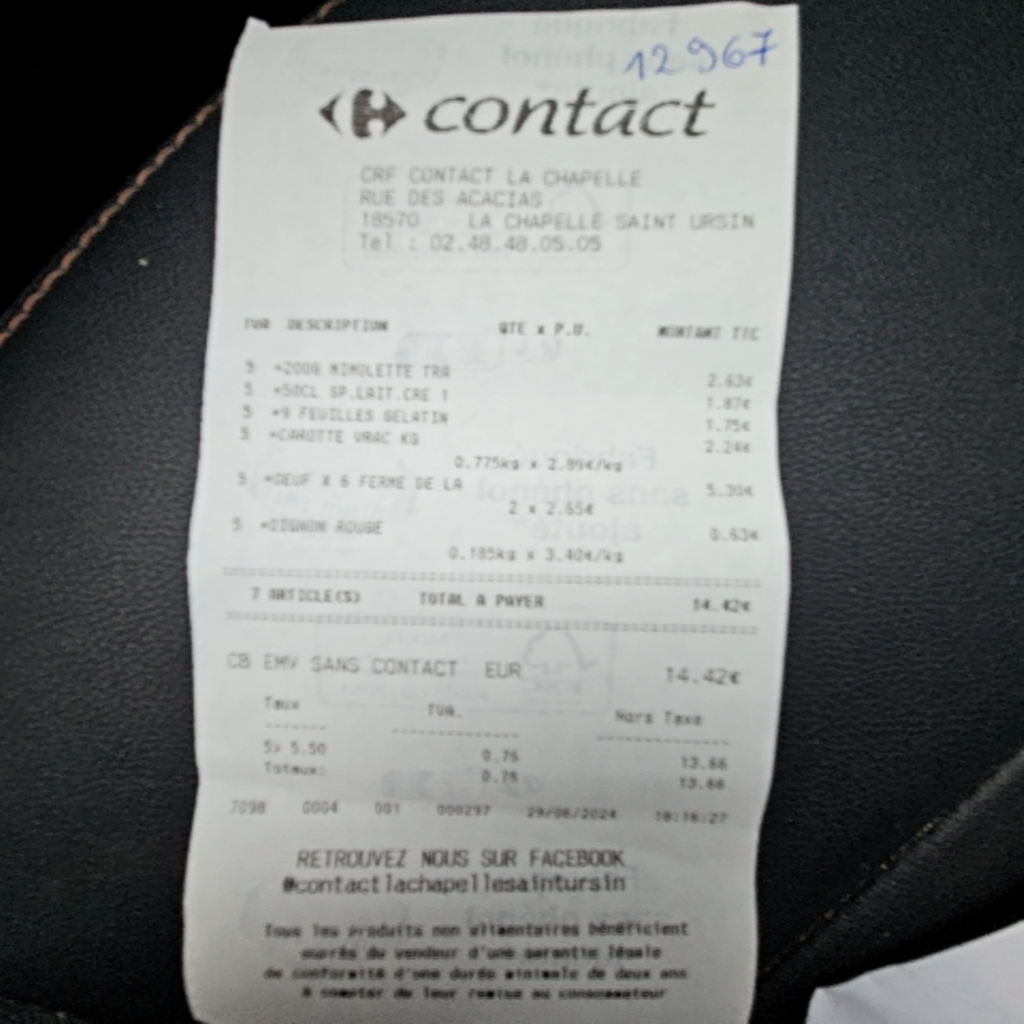 12967
contact
CRF CONTACT LA CHAPELLE
RUE DES ACACIAS
18570 LA CHAPELLE SAINT URSIN
Tel : 02.48.48.05.05
TVA DESCRIPTION QTE x P.U. MONTANT TTC
5 *200G MIMOLETTE TRA 2.63€
5 *50CL SP.LAIT.CRE 1 1.87€
5 *9 FEUILLES GELATIN 1.75€
5 *CAROTTE VRAC KG 2.24€
0.775kg x 2.89€/kg
5 *OEUF X 6 FERME DE LA 5.30€
2 x 2.65€
5 *OIGNON ROUGE 0.63€
0.185kg x 3.40€/kg
7 ARTICLE(S) TOTAL A PAYER 14.42€
CB EMV SANS CONTACT EUR 14.42€
Taux TVA. Hors Taxe
5> 5.50 0.76 13.66
Totaux: 0.76 13.66
7098 0004 001 000297 29/06/2024 18:16:27
RETROUVEZ NOUS SUR FACEBOOK
#contactlachapellesaintursin
Tous les produits non alimentaires bénéficient
auprès du vendeur d'une garantie légale
de conformité d'une durée minimale de deux ans
à compter de leur remise au consommateur